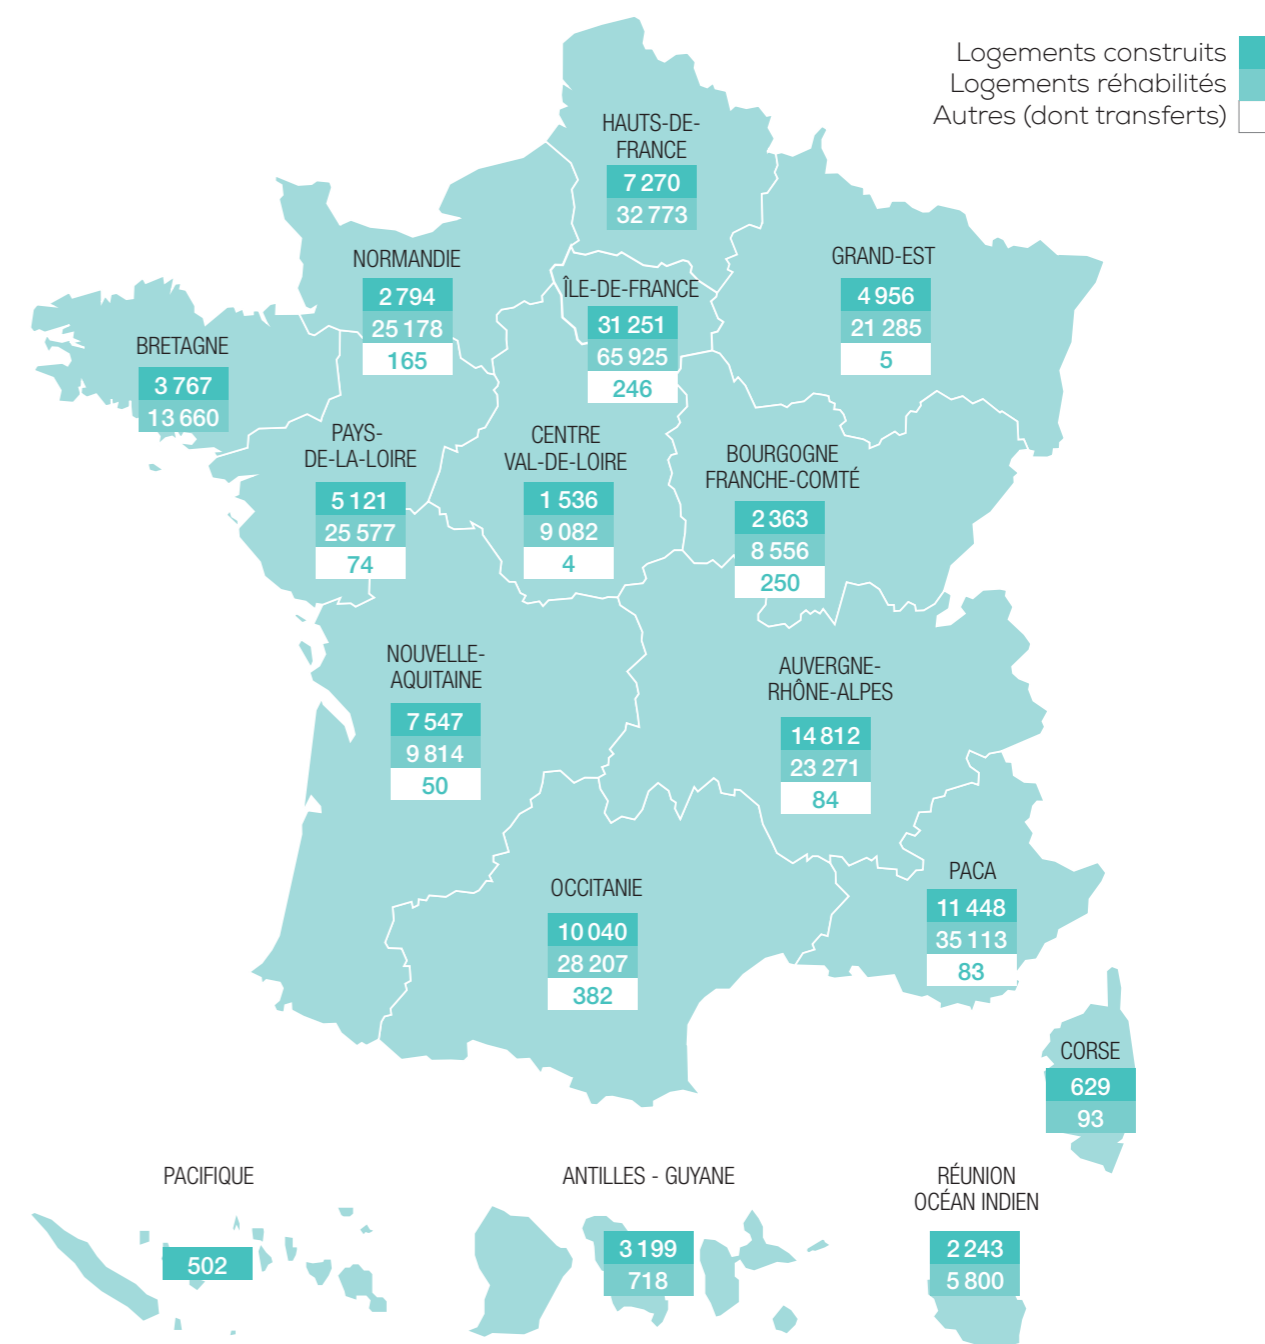 Logements construits
Logements réhabilités
Autres (dont transferts)
HAUTS-DE-
FRANCE
7 270
32 773
NORMANDIE
2 794
25 178
165
ÎLE-DE-FRANCE
31 251
65 925
246
GRAND-EST
4 956
21 285
5
BRETAGNE
3 767
13 660
PAYS-
DE-LA-LOIRE
5 121
25 577
74
CENTRE
VAL-DE-LOIRE
1 536
9 082
4
BOURGOGNE
FRANCHE-COMTÉ
2 363
8 556
250
NOUVELLE-
AQUITAINE
7 547
9 814
50
AUVERGNE-
RHÔNE-ALPES
14 812
23 271
84
OCCITANIE
10 040
28 207
382
PACA
11 448
35 113
83
CORSE
629
93
PACIFIQUE
502
ANTILLES - GUYANE
3 199
718
RÉUNION
OCÉAN INDIEN
2 243
5 800